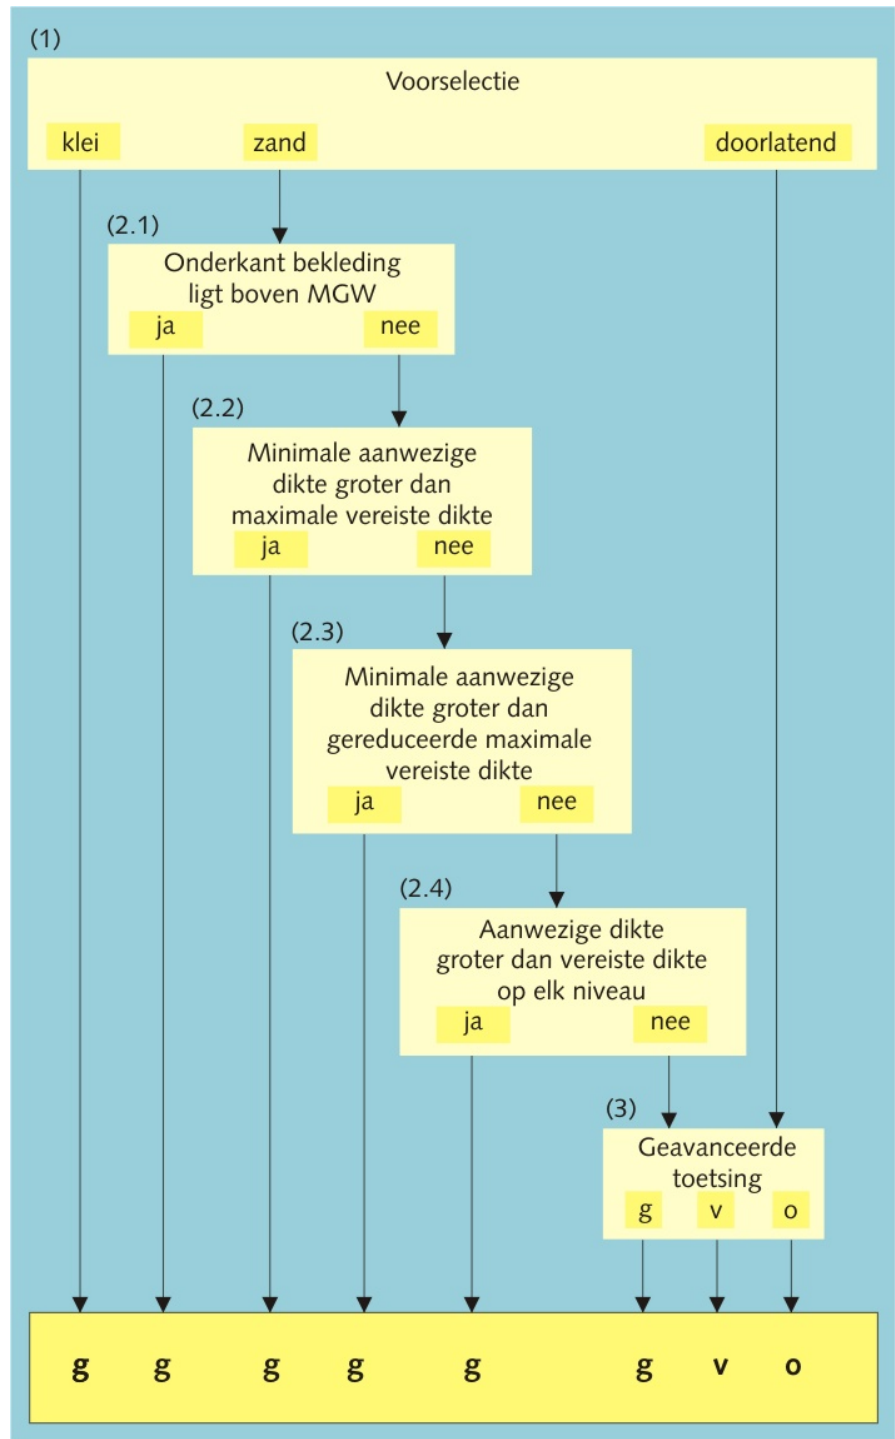 (1)
Voorselectie
klei zand doorlatend
(2.1)
Onderkant bekleding
ligt boven MGW
ja nee
(2.2)
Minimale aanwezige
dikte groter dan
maximale vereiste dikte
ja nee
(2.3)
Minimale aanwezige
dikte groter dan
gereduceerde maximale
vereiste dikte
ja nee
(2.4)
Aanwezige dikte
groter dan vereiste dikte
op elk niveau
ja nee
(3)
Geavanceerde
toetsing
g v o
g g g g g g v o